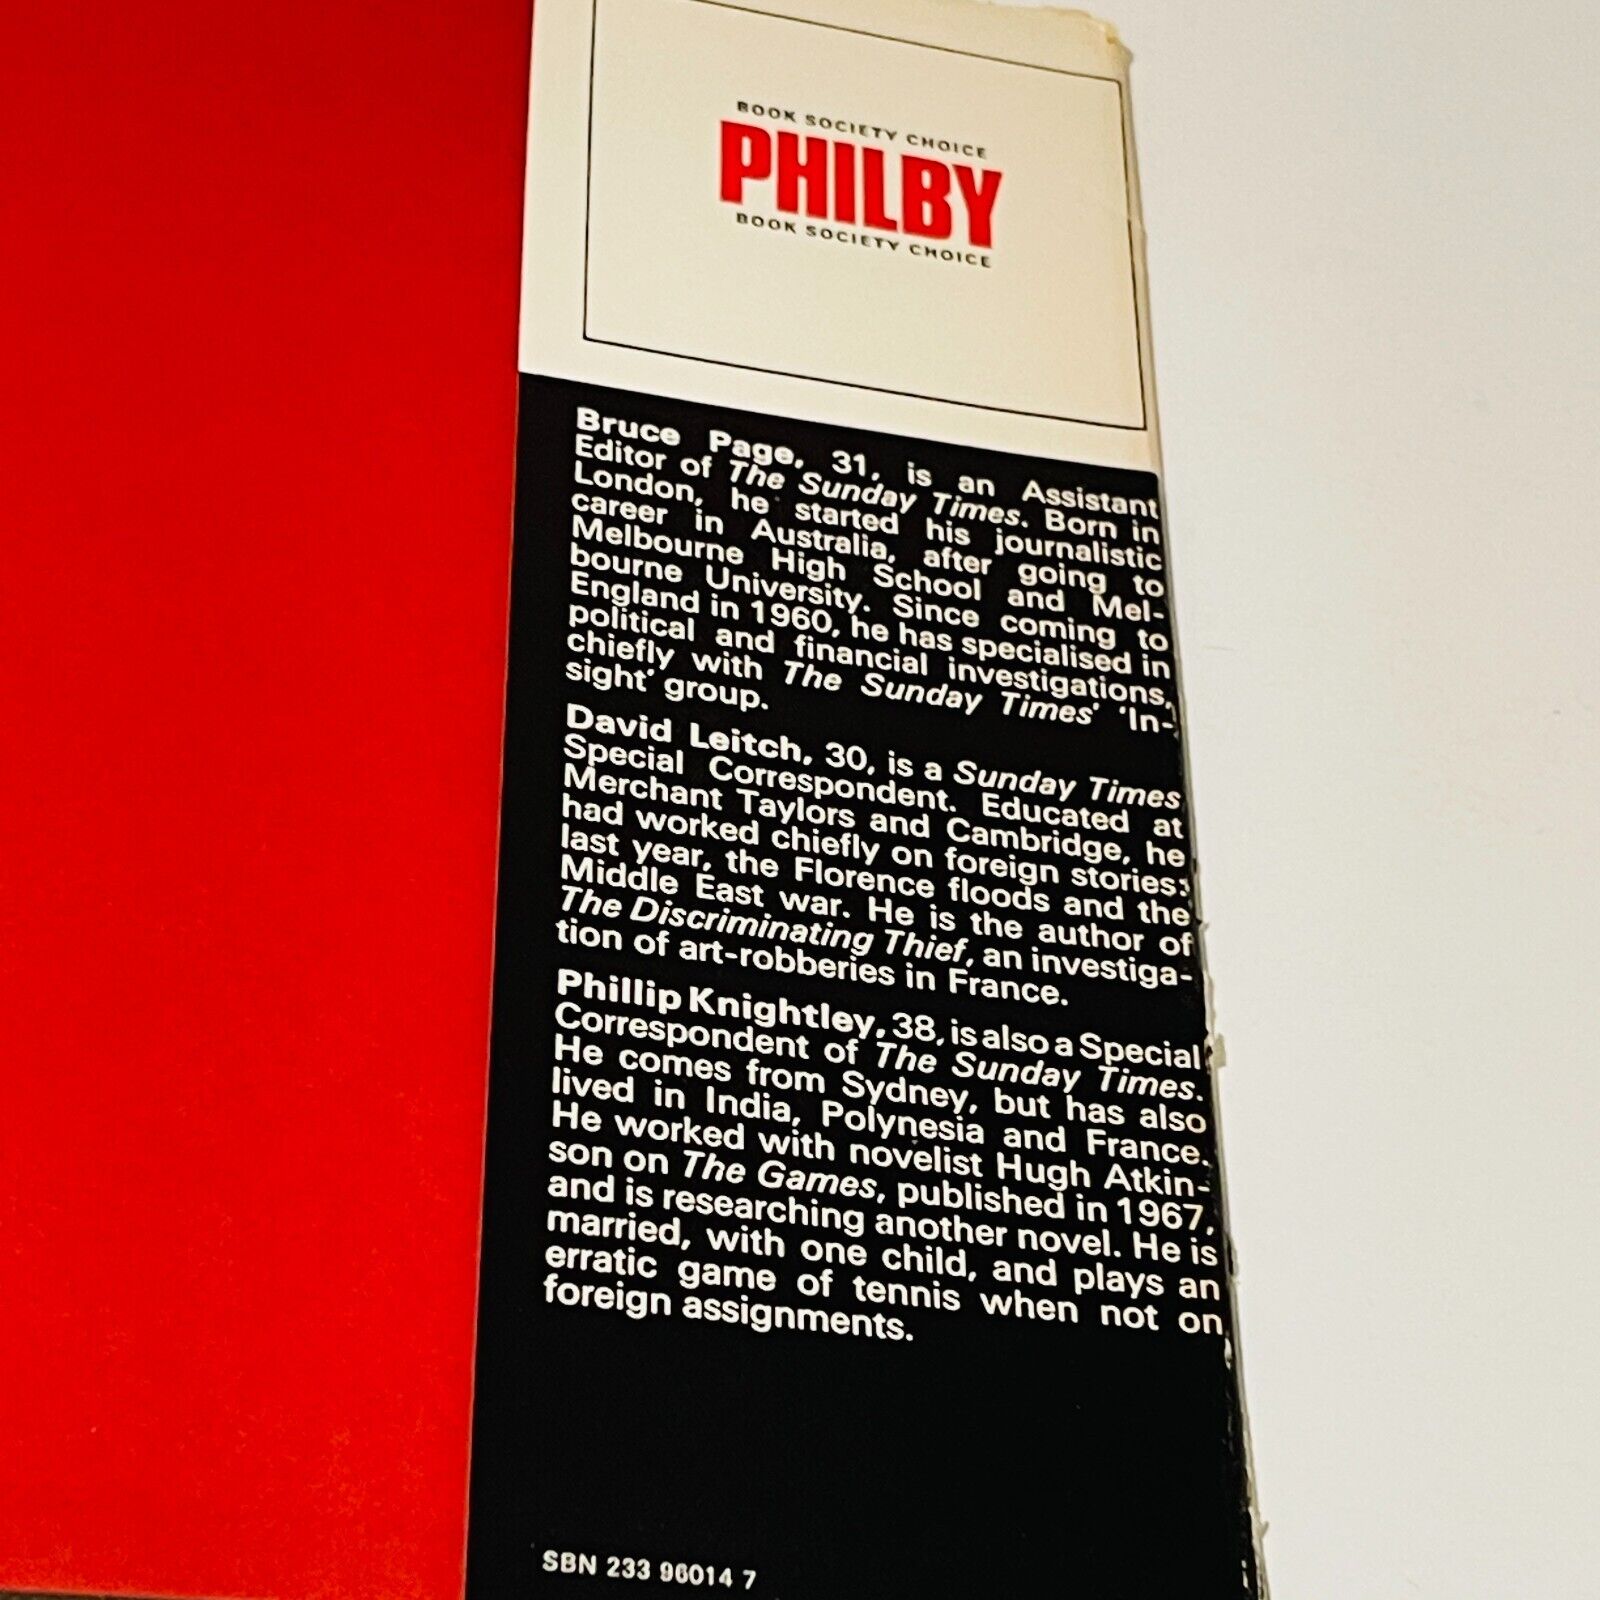 BOOK SOCIETY CHOICE
PHILBY
BOOK SOCIETY CHOICE
Bruce Page, 31, is an Assistant
Editor of The Sunday Times. Born in
London, he started his journalistic
career in Australia, after going to
Melbourne High School and Mel-
bourne University. Since coming to
England in 1960, he has specialised in
political and financial investigations,
chiefly with The Sunday Times' 'In-
sight' group.
David Leitch, 30, is a Sunday Times
Special Correspondent. Educated at
Merchant Taylors and Cambridge, he
had worked chiefly on foreign stories:
last year, the Florence floods and the
Middle East war. He is the author of
The Discriminating Thief, an investiga-
tion of art-robberies in France.
Phillip Knightley, 38, is also a Special
Correspondent of The Sunday Times.
He comes from Sydney, but has also
lived in India, Polynesia and France.
He worked with novelist Hugh Atkin-
son on The Games, published in 1967,
and is researching another novel. He is
married, with one child, and plays an
erratic game of tennis when not on
foreign assignments.
SBN 233 96014 7